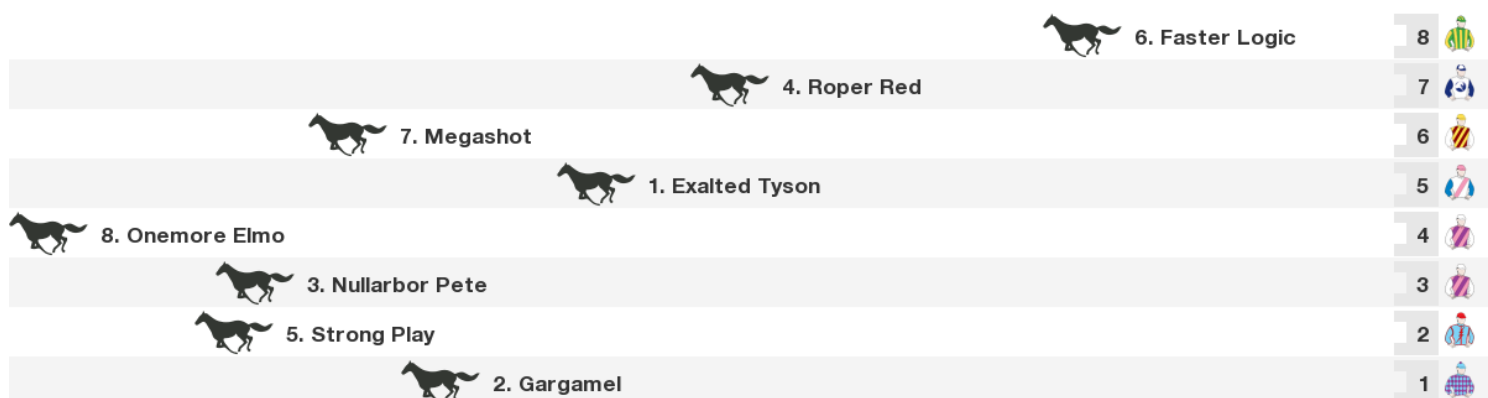 6. Faster Logic 8
4. Roper Red 7
7. Megashot 6
1. Exalted Tyson 5
8. Onemore Elmo 4
3. Nullarbor Pete 3
5. Strong Play 2
2. Gargamel 1